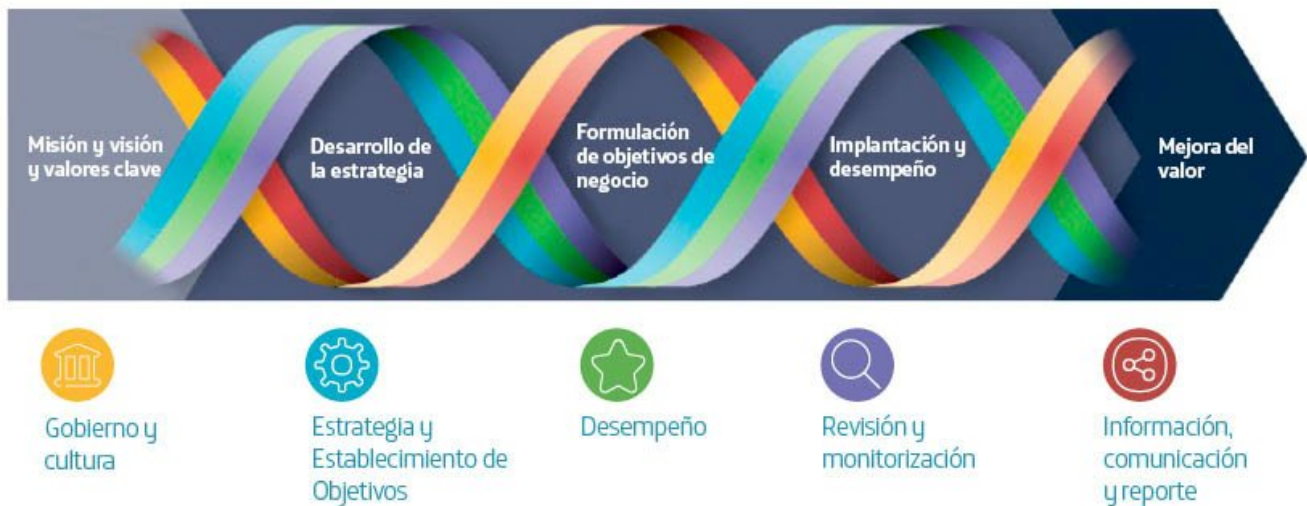 Misión y visión
y valores clave
Desarrollo de
la estrategia
Formulación
de objetivos de
negocio
Implantación y
desempeño
Mejora del
valor
Gobierno y
cultura
Estrategia y
Establecimiento de
Objetivos
Desempeño
Revisión y
monitorización
Información,
comunicación
y reporte